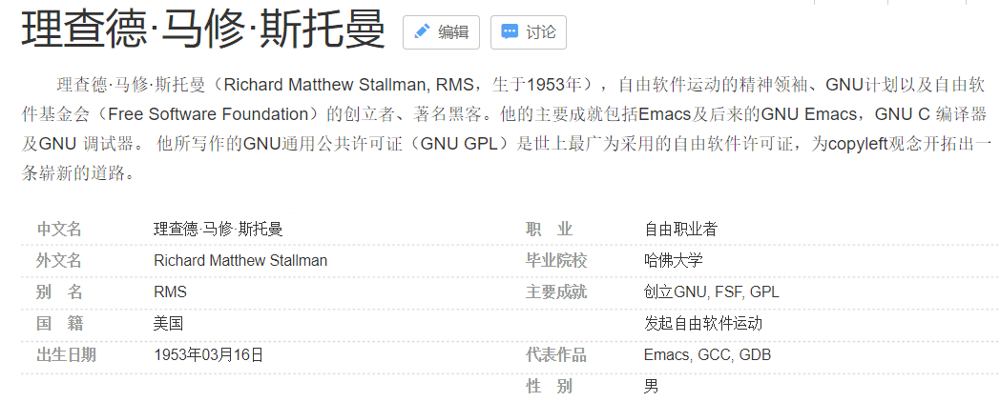 理查德·马修·斯托曼 编辑 讨论
理查德·马修·斯托曼（Richard Matthew Stallman, RMS，生于1953年），自由软件运动的精神领袖、GNU计划以及自由软
件基金会（Free Software Foundation）的创立者、著名黑客。他的主要成就包括Emacs及后来的GNU Emacs，GNU C 编译器
及GNU 调试器。 他所写作的GNU通用公共许可证（GNU GPL）是世上最广为采用的自由软件许可证，为copyleft观念开拓出一
条崭新的道路。
中文名 理查德·马修·斯托曼 职 业 自由职业者
外文名 Richard Matthew Stallman 毕业院校 哈佛大学
别 名 RMS 主要成就 创立GNU, FSF, GPL
国 籍 美国 发起自由软件运动
出生日期 1953年03月16日 代表作品 Emacs, GCC, GDB
性 别 男